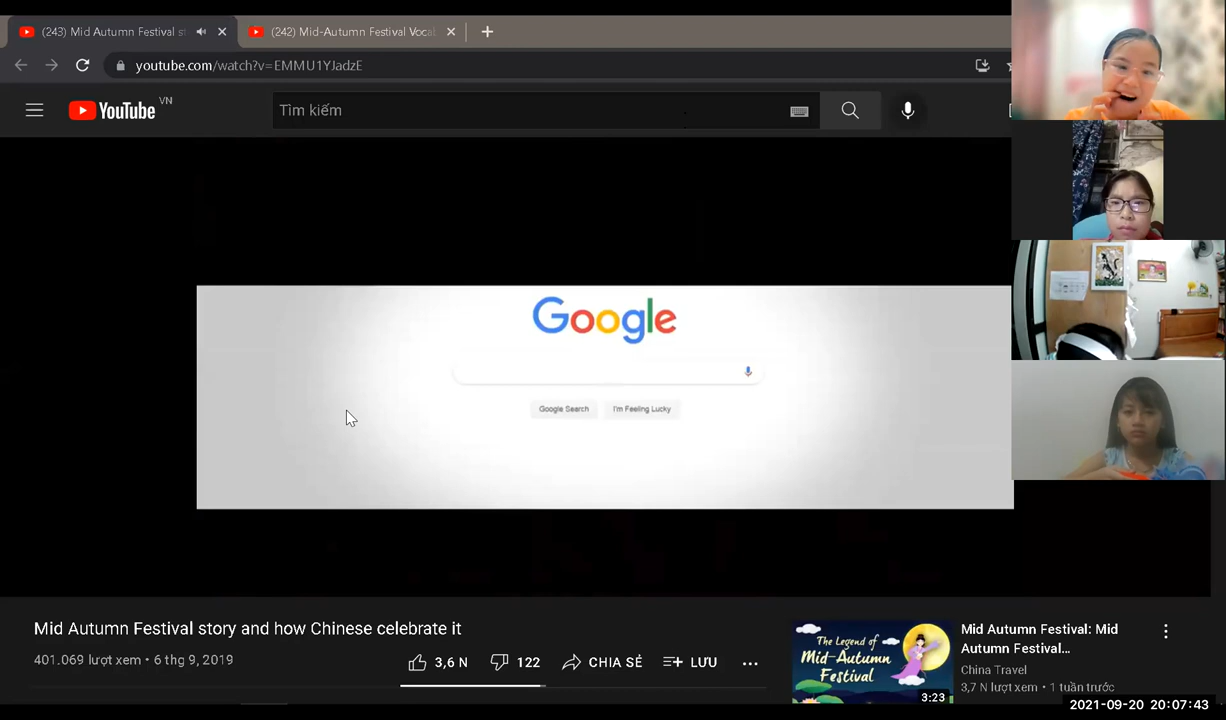 (243) Mid Autumn Festival st
(242) Mid-Autumn Festival Vocab
youtube.com/watch?v=EMMU1YJadzE
YouTube VN
Tìm kiếm
Google
Google Search
I'm Feeling Lucky
Mid Autumn Festival story and how Chinese celebrate it
401.069 lượt xem • 6 thg 9, 2019
3,6 N
122
CHIA SẺ
LƯU
The Legend of
Mid-Autumn
Festival
3:23
Mid Autumn Festival: Mid
Autumn Festival...
China Travel
3,7 N lượt xem • 1 tuần trước
2021-09-20 20:07:43